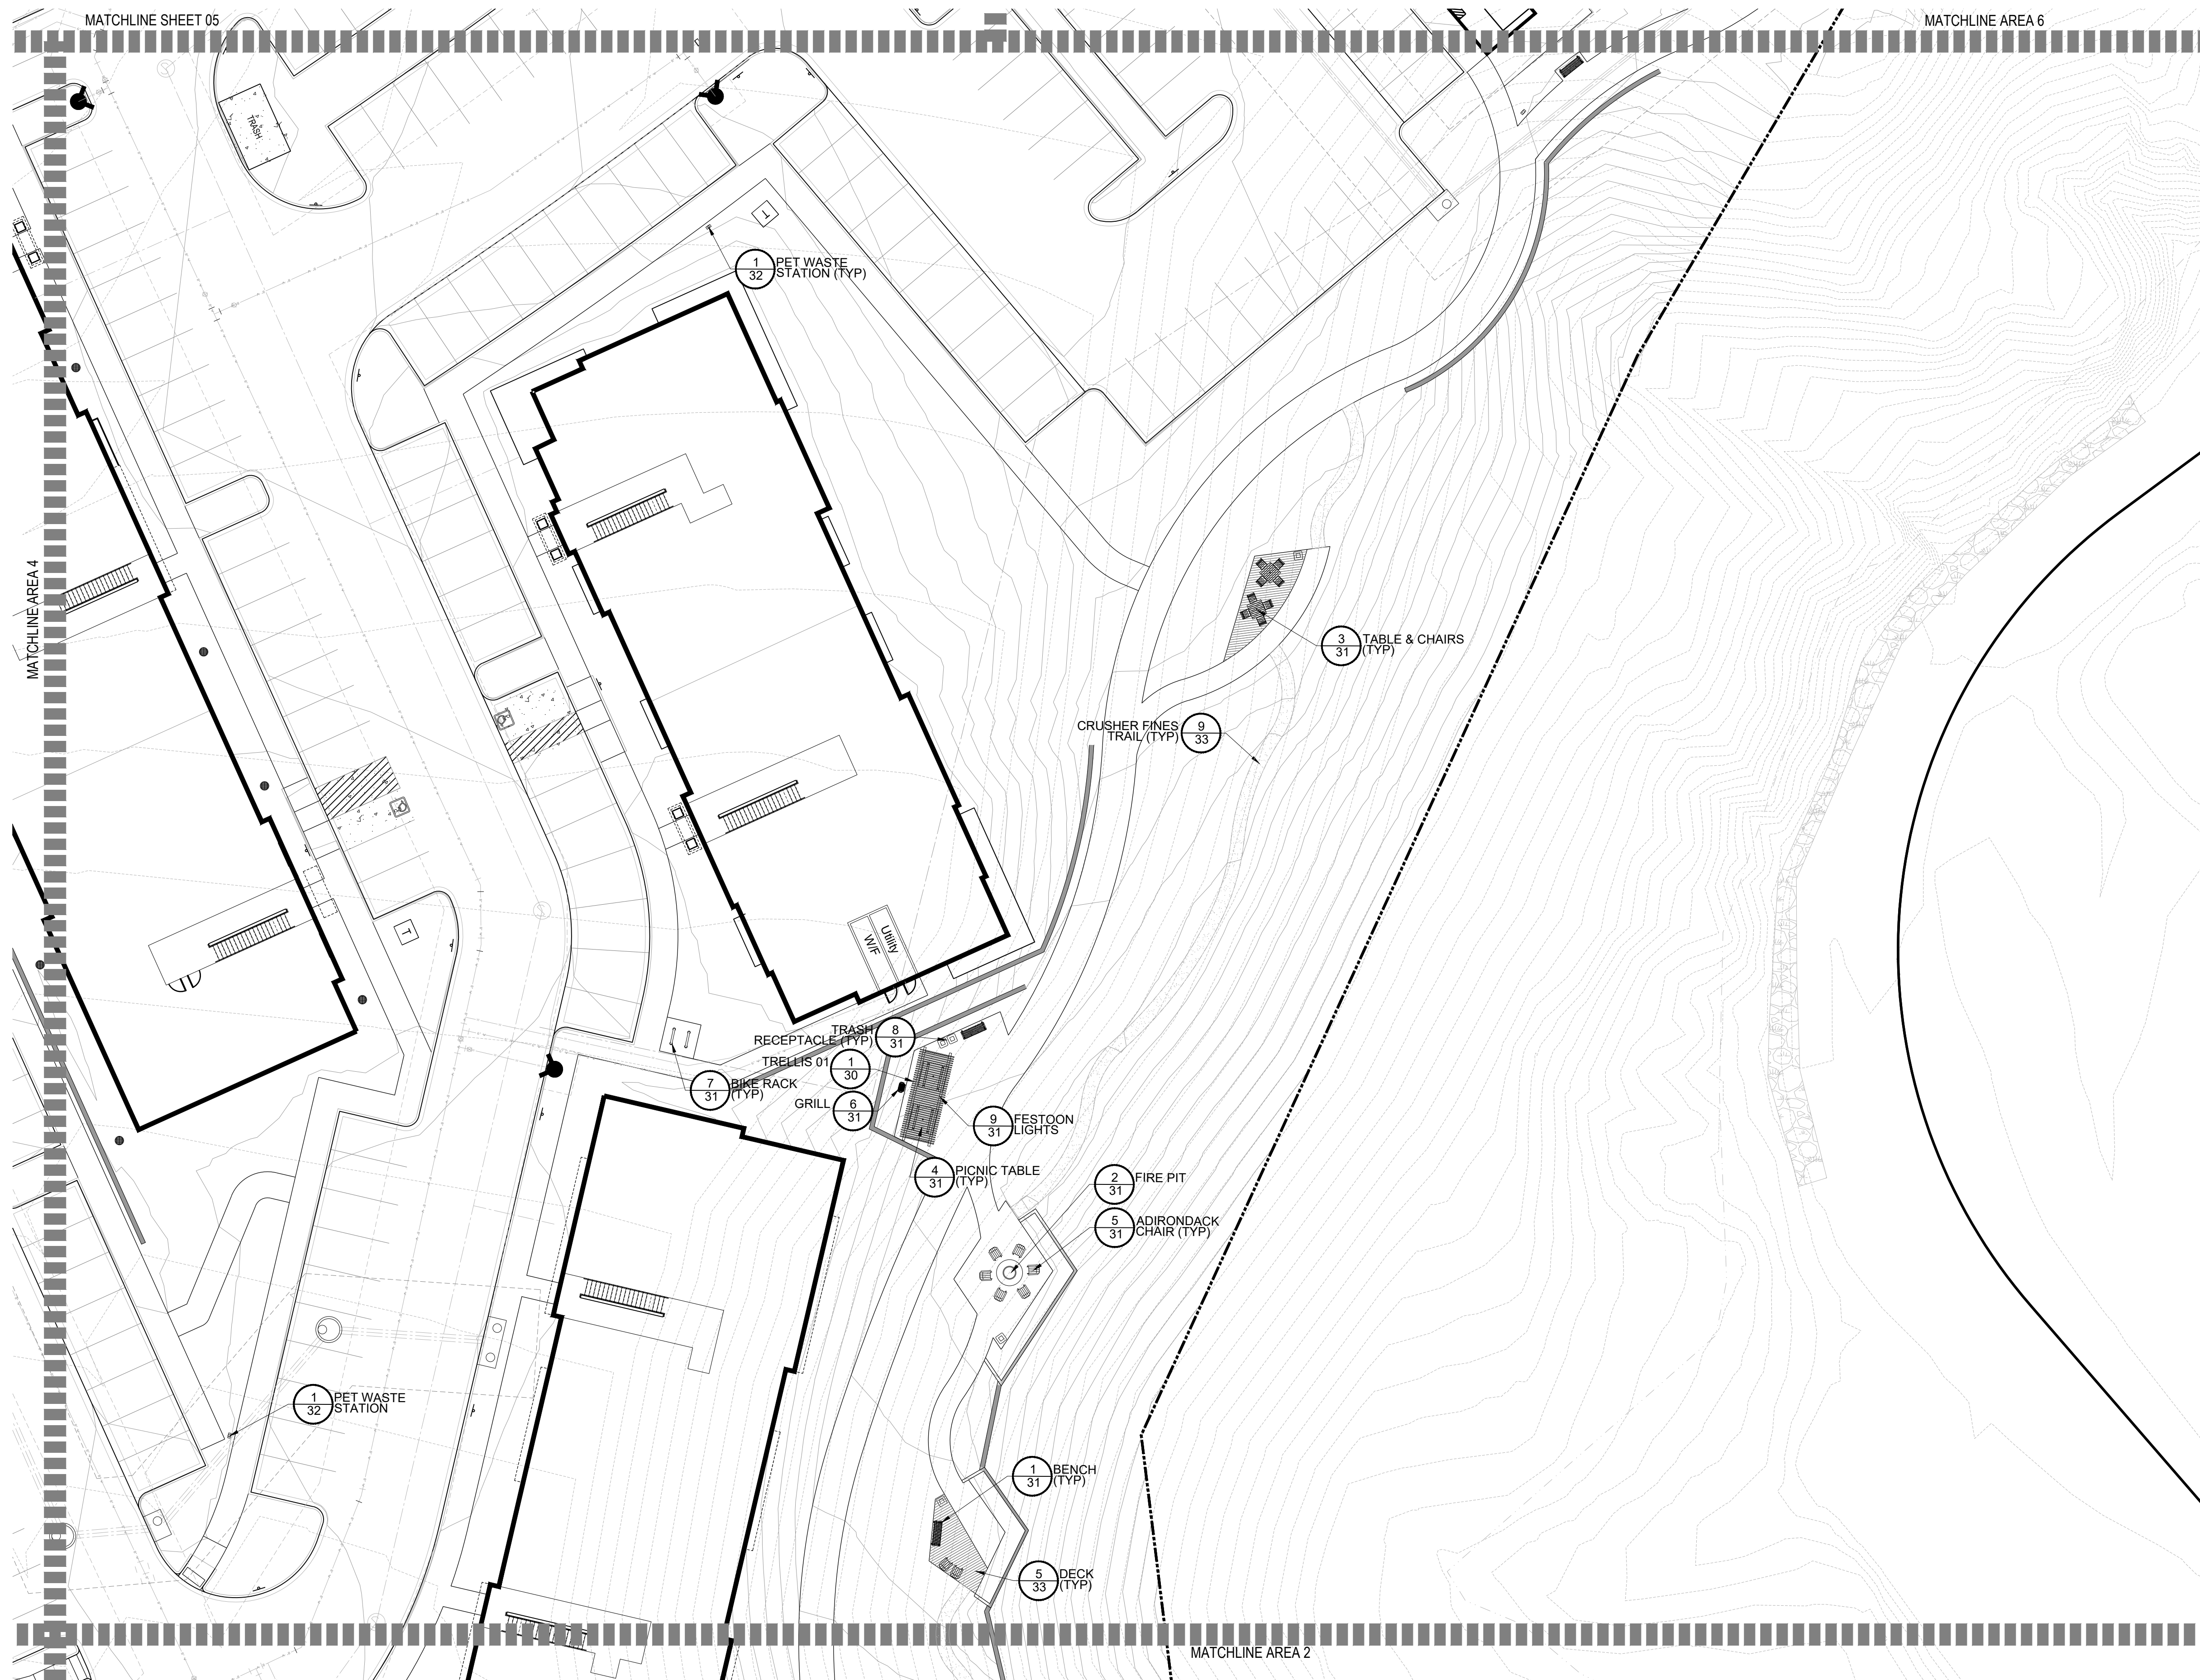 MATCHLINE SHEET 05
MATCHLINE AREA 6
TRASH
T
1
32
PET WASTE
STATION (TYP)
MATCHLINE AREA 4
3
31
TABLE & CHAIRS
(TYP)
CRUSHER FINES
TRAIL (TYP)
9
33
T
Utility
W/F
TRASH
RECEPTACLE (TYP)
8
31
TRELLIS 01
1
30
7
31
BIKE RACK
(TYP)
GRILL
6
31
9
31
FESTOON
LIGHTS
4
31
PICNIC TABLE
(TYP)
2
31
FIRE PIT
5
31
ADIRONDACK
CHAIR (TYP)
1
32
PET WASTE
STATION
1
31
BENCH
(TYP)
5
33
DECK
(TYP)
MATCHLINE AREA 2